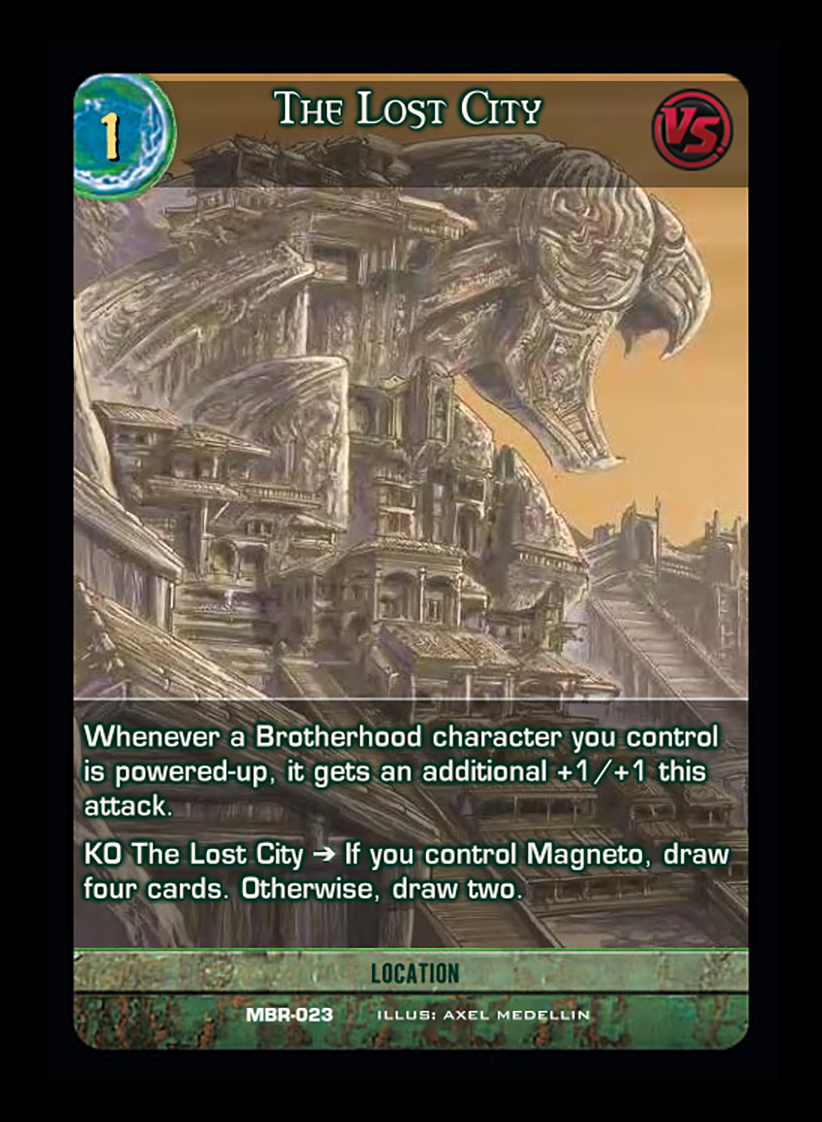 1
The Lost City
VS.
Whenever a Brotherhood character you control
is powered-up, it gets an additional +1/+1 this
attack.
KO The Lost City ➔ If you control Magneto, draw
four cards. Otherwise, draw two.
LOCATION
MBR-023 ILLUS: AXEL MEDELLIN